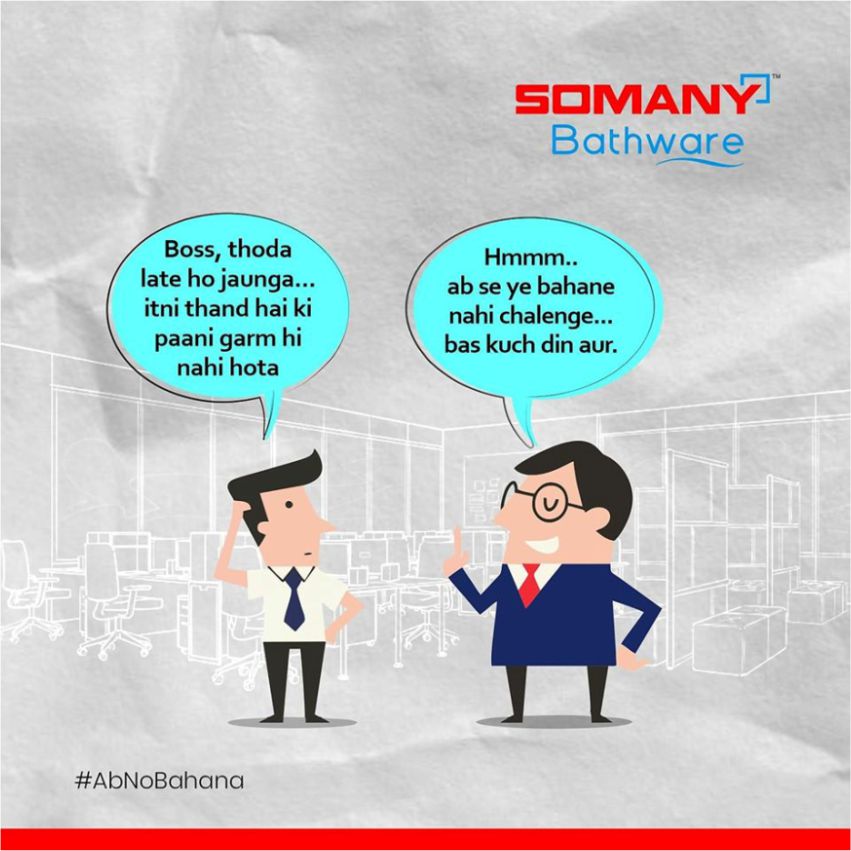 SOMANY™
Bathware
Boss, thoda
late ho jaunga...
itni thand hai ki
paani garm hi
nahi hota
Hmmm..
ab se ye bahane
nahi chalenge...
bas kuch din aur.
#AbNoBahana